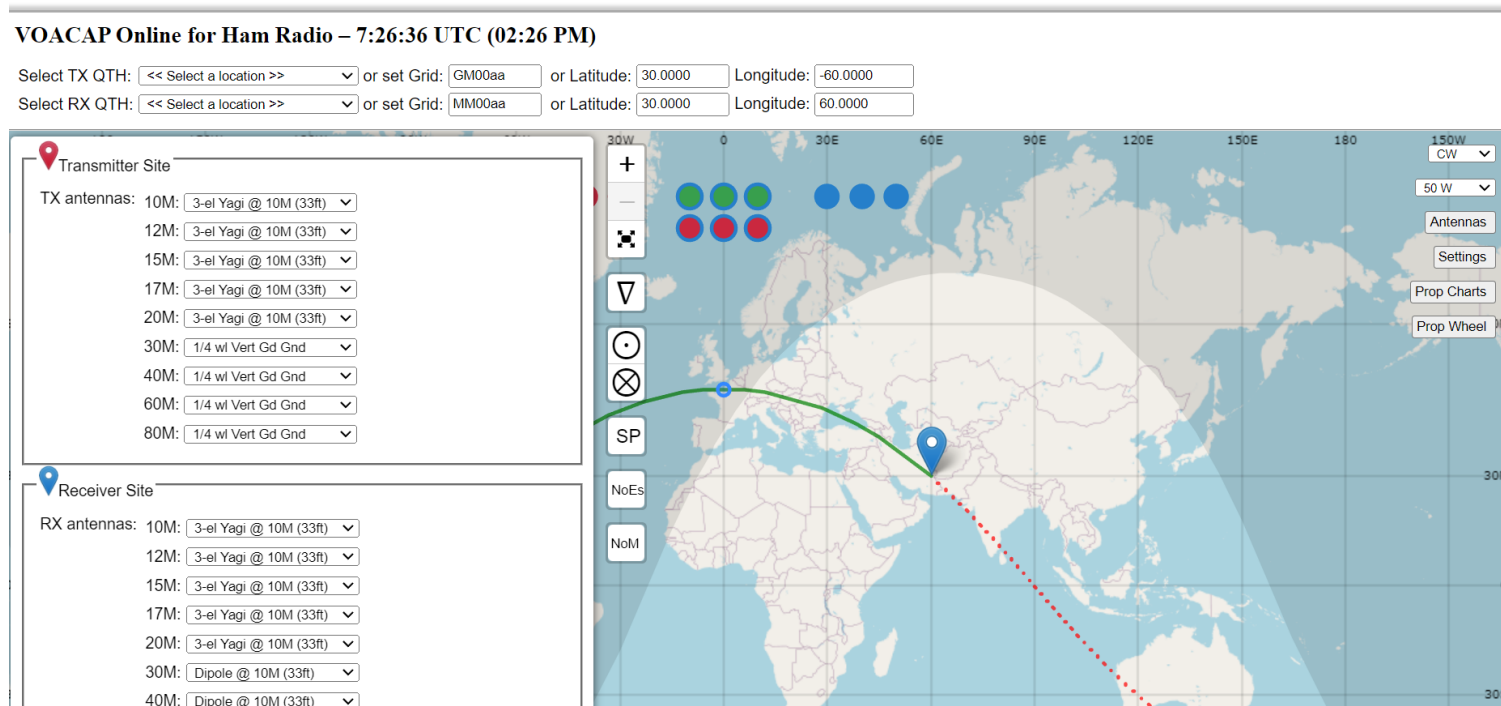 VOACAP Online for Ham Radio – 7:26:36 UTC (02:26 PM)
Select TX QTH: << Select a location >> or set Grid: GM00aa or Latitude: 30.0000 Longitude: -60.0000
Select RX QTH: << Select a location >> or set Grid: MM00aa or Latitude: 30.0000 Longitude: 60.0000
30W 0 30E 60E 90E 120E 150E 180 150W
Transmitter Site
TX antennas: 10M: 3-el Yagi @ 10M (33ft)
12M: 3-el Yagi @ 10M (33ft)
15M: 3-el Yagi @ 10M (33ft)
17M: 3-el Yagi @ 10M (33ft)
20M: 3-el Yagi @ 10M (33ft)
30M: 1/4 wl Vert Gd Gnd
40M: 1/4 wl Vert Gd Gnd
60M: 1/4 wl Vert Gd Gnd
80M: 1/4 wl Vert Gd Gnd
Receiver Site
RX antennas: 10M: 3-el Yagi @ 10M (33ft)
12M: 3-el Yagi @ 10M (33ft)
15M: 3-el Yagi @ 10M (33ft)
17M: 3-el Yagi @ 10M (33ft)
20M: 3-el Yagi @ 10M (33ft)
30M: Dipole @ 10M (33ft)
40M: Dipole @ 10M (33ft)
+
−
SP
NoEs
NoM
CW
50 W
Antennas
Settings
Prop Charts
Prop Wheel
30
30